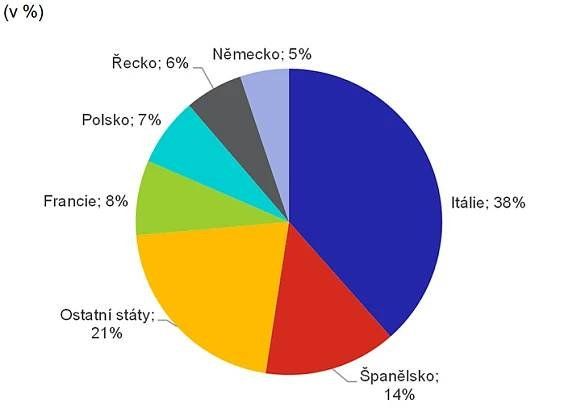 (v %)
Německo; 5%
Řecko; 6%
Polsko; 7%
Francie; 8%
Itálie; 38%
Ostatní státy;
21%
Španělsko;
14%